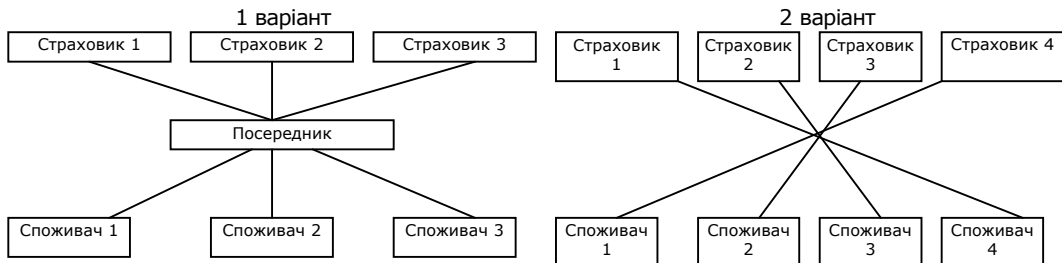 1 варіант
Страховик 1
Страховик 2
Страховик 3
Посередник
Споживач 1
Споживач 2
Споживач 3
2 варіант
Страховик
1
Страховик
2
Страховик
3
Страховик 4
Споживач
1
Споживач
2
Споживач
3
Споживач
4